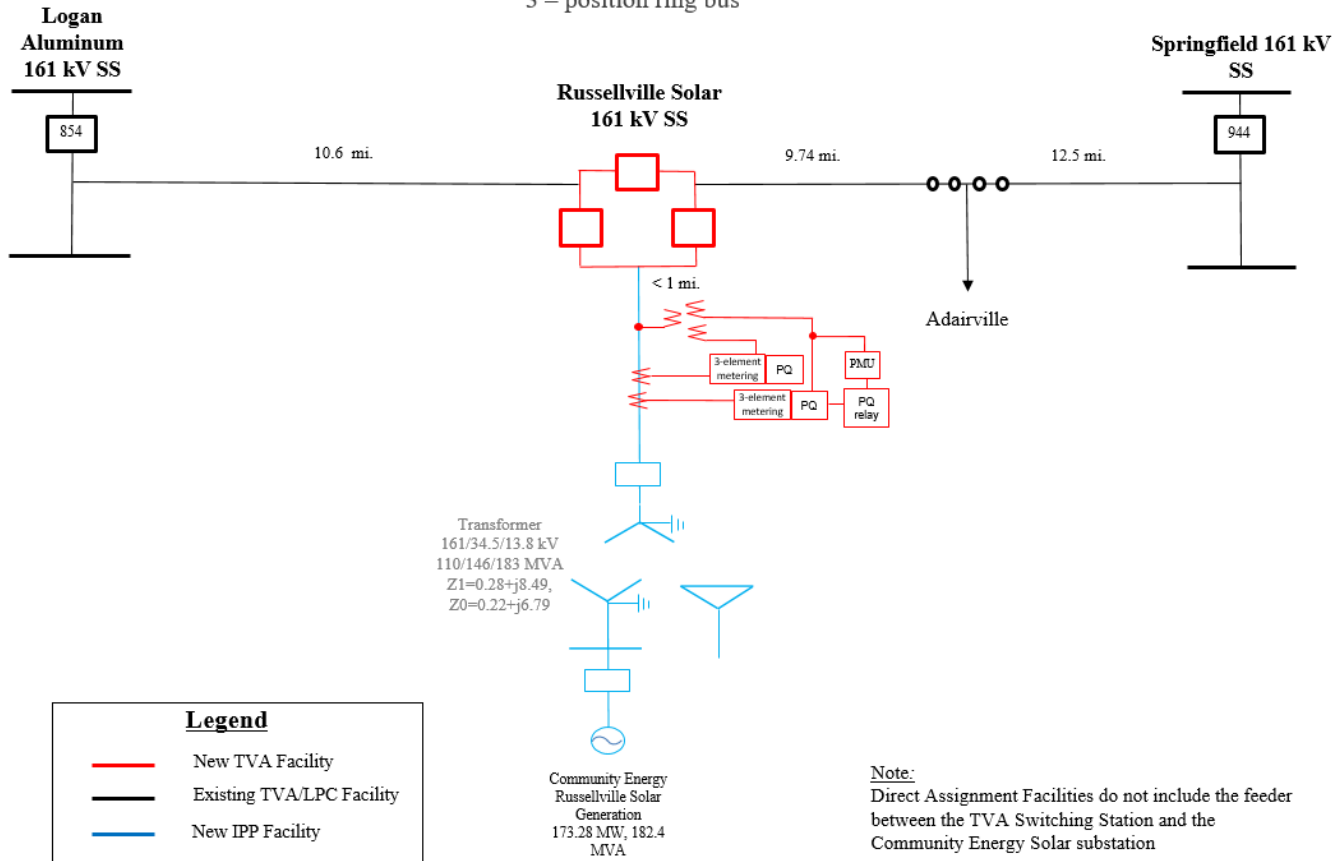 3 – position ring bus
Logan
Aluminum
161 kV SS
Springfield 161 kV
SS
Russellville Solar
161 kV SS
854
944
10.6 mi.
9.74 mi.
12.5 mi.
< 1 mi.
Adairville
3-element
metering
PQ
PMU
3-element
metering
PQ
PQ
relay
Transformer
161/34.5/13.8 kV
110/146/183 MVA
Z1=0.28+j8.49,
Z0=0.22+j6.79
Legend
New TVA Facility
Existing TVA/LPC Facility
New IPP Facility
Community Energy
Russellville Solar
Generation
173.28 MW, 182.4
MVA
Note:
Direct Assignment Facilities do not include the feeder
between the TVA Switching Station and the
Community Energy Solar substation